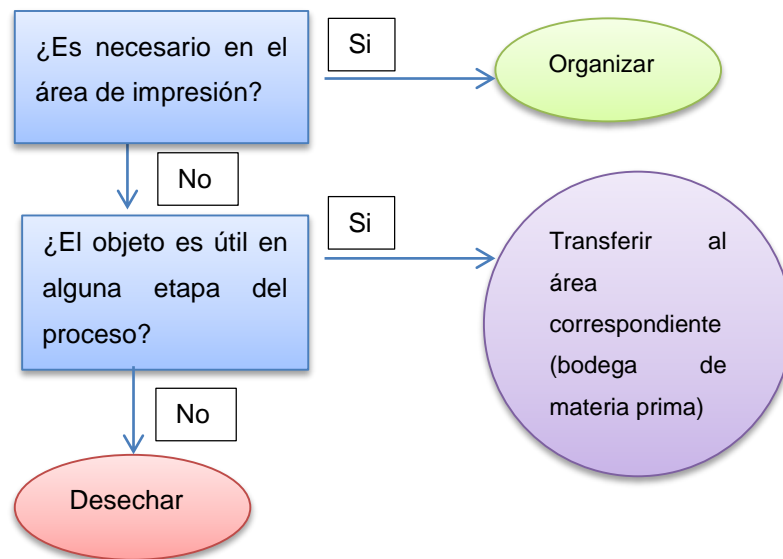 ¿Es necesario en el
área de impresión?
Si
Organizar
No
¿El objeto es útil en
alguna etapa del
proceso?
Si
Transferir al
área
correspondiente
(bodega de
materia prima)
No
Desechar